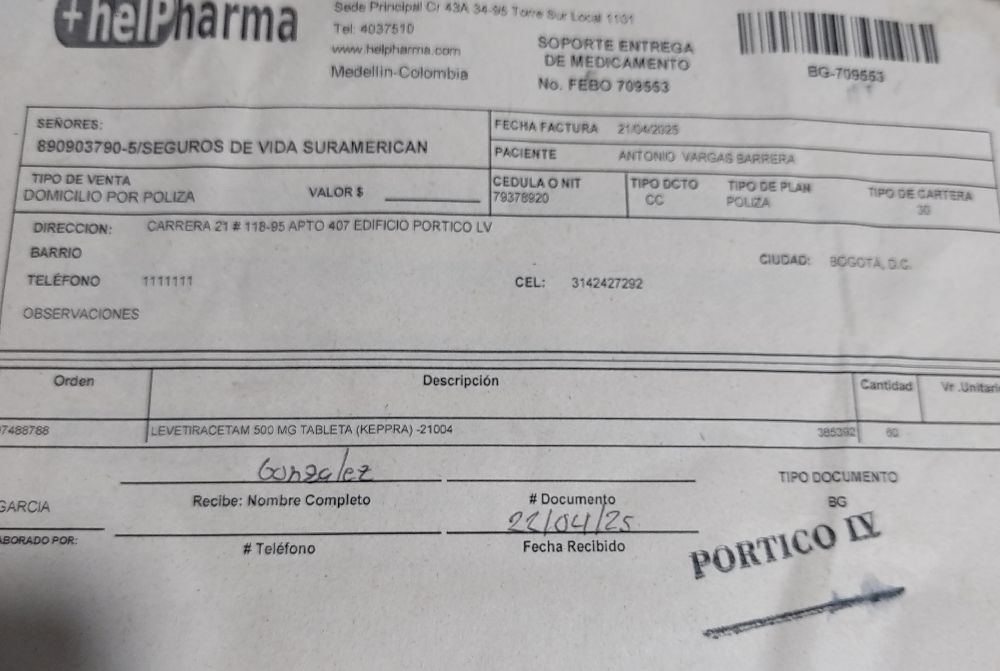 +helPharma
Sede Principal Cr 43A 34-95 Torre Sur Local 1101
Tel: 4037510
www.helpharma.com
Medellin-Colombia
SOPORTE ENTREGA
DE MEDICAMENTO
No. FEBO 709553
BG-709553
SEÑORES:
890903790-5/SEGUROS DE VIDA SURAMERICAN
FECHA FACTURA 21/04/2025
PACIENTE ANTONIO VARGAS BARRERA
TIPO DE VENTA
DOMICILIO POR POLIZA
VALOR $
CEDULA O NIT
79378920
TIPO DCTO
CC
TIPO DE PLAN
POLIZA
TIPO DE CARTERA
30
DIRECCION: CARRERA 21 # 118-95 APTO 407 EDIFICIO PORTICO LV
BARRIO
CIUDAD: BOGOTA, D.C.
TELÉFONO 1111111
CEL: 3142427292
OBSERVACIONES
Orden Descripción Cantidad Vr .Unitari
7488788 LEVETIRACETAM 500 MG TABLETA (KEPPRA) -21004 385392 60
Gonzalez
Recibe: Nombre Completo
# Documento
TIPO DOCUMENTO
BG
GARCIA
ABORADO POR:
# Teléfono
22/04/25
Fecha Recibido
PORTICO LV